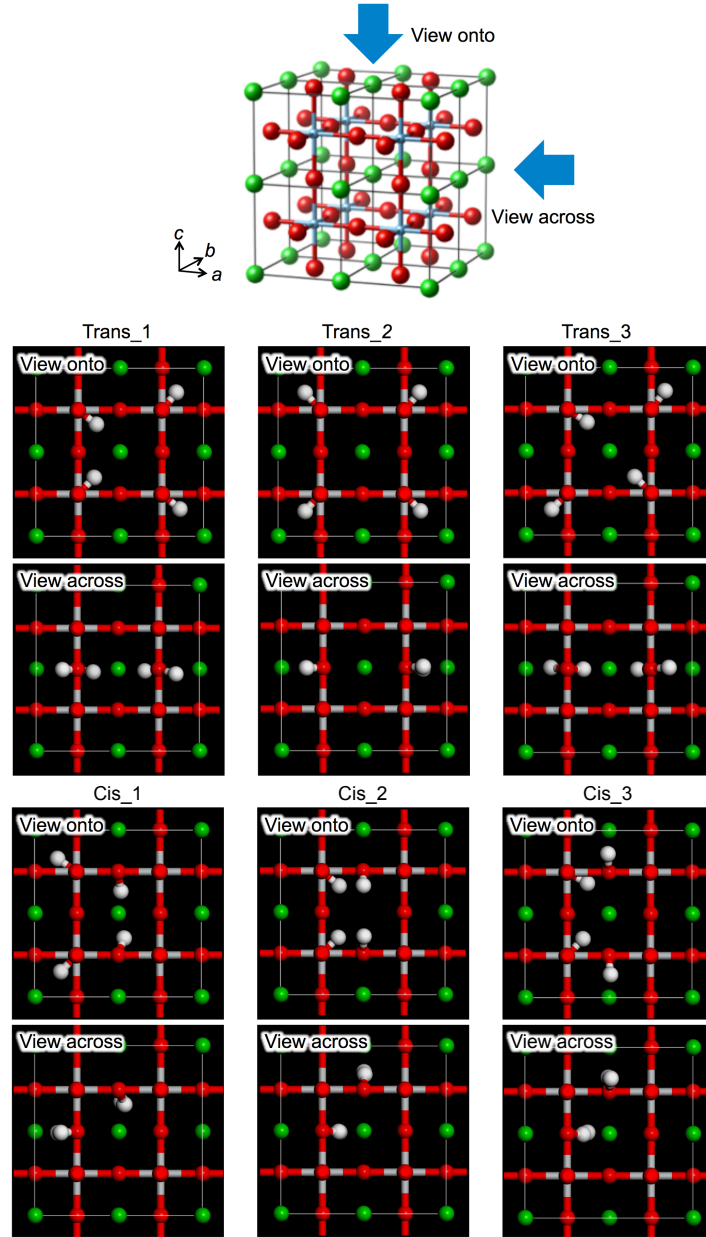 View onto
View across
c
b
a
Trans_1
Trans_2
Trans_3
View onto
View onto
View onto
View across
View across
View across
Cis_1
Cis_2
Cis_3
View onto
View onto
View onto
View across
View across
View across